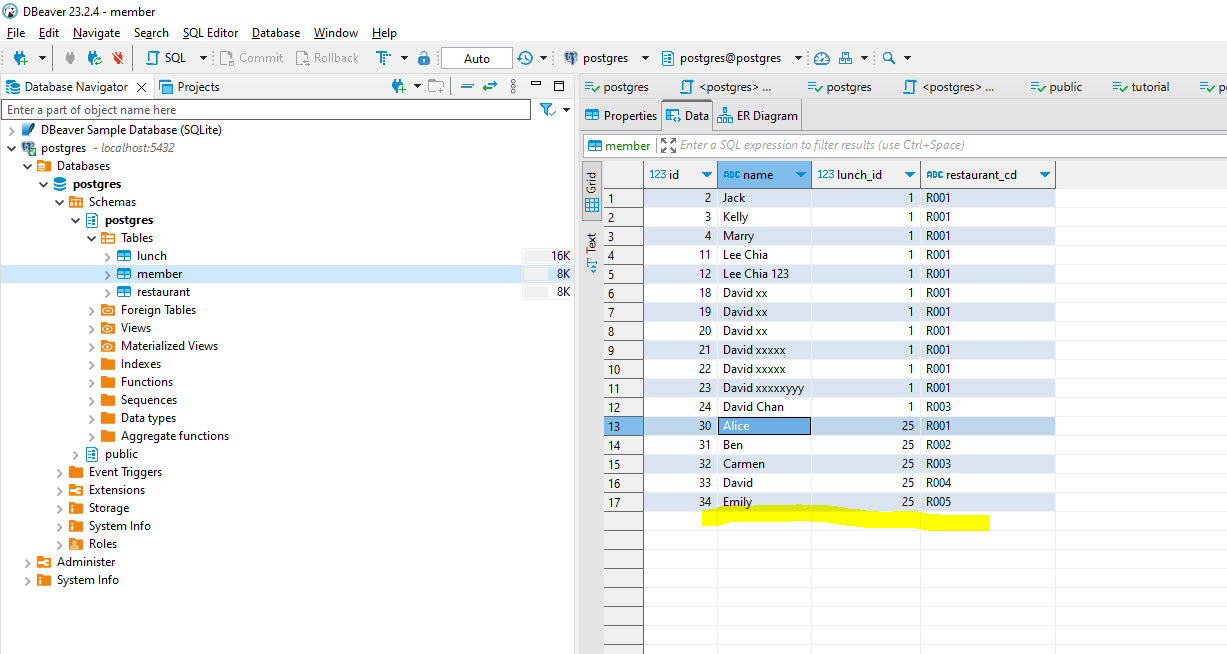 DBeaver 23.2.4 - member
File Edit Navigate Search SQL Editor Database Window Help
SQL Commit Rollback Auto postgres postgres@postgres
Database Navigator Projects
postgres <postgres> ... postgres <postgres> ... public tutorial
Enter a part of object name here
Properties Data ER Diagram
member Enter a SQL expression to filter results (use Ctrl+Space)
DBeaver Sample Database (SQLite)
postgres - localhost:5432
Databases
postgres
Schemas
postgres
Tables
lunch 16K
member 8K
restaurant 8K
Foreign Tables
Views
Materialized Views
Indexes
Functions
Sequences
Data types
Aggregate functions
public
Event Triggers
Extensions
Storage
System Info
Roles
Administer
System Info
Grid
Text
123 id ABC name 123 lunch_id ABC restaurant_cd
1 2 Jack 1 R001
2 3 Kelly 1 R001
3 4 Marry 1 R001
4 11 Lee Chia 1 R001
5 12 Lee Chia 123 1 R001
6 18 David xx 1 R001
7 19 David xx 1 R001
8 20 David xx 1 R001
9 21 David xxxxx 1 R001
10 22 David xxxxx 1 R001
11 23 David xxxxxyyy 1 R001
12 24 David Chan 1 R003
13 30 Alice 25 R001
14 31 Ben 25 R002
15 32 Carmen 25 R003
16 33 David 25 R004
17 34 Emily 25 R005